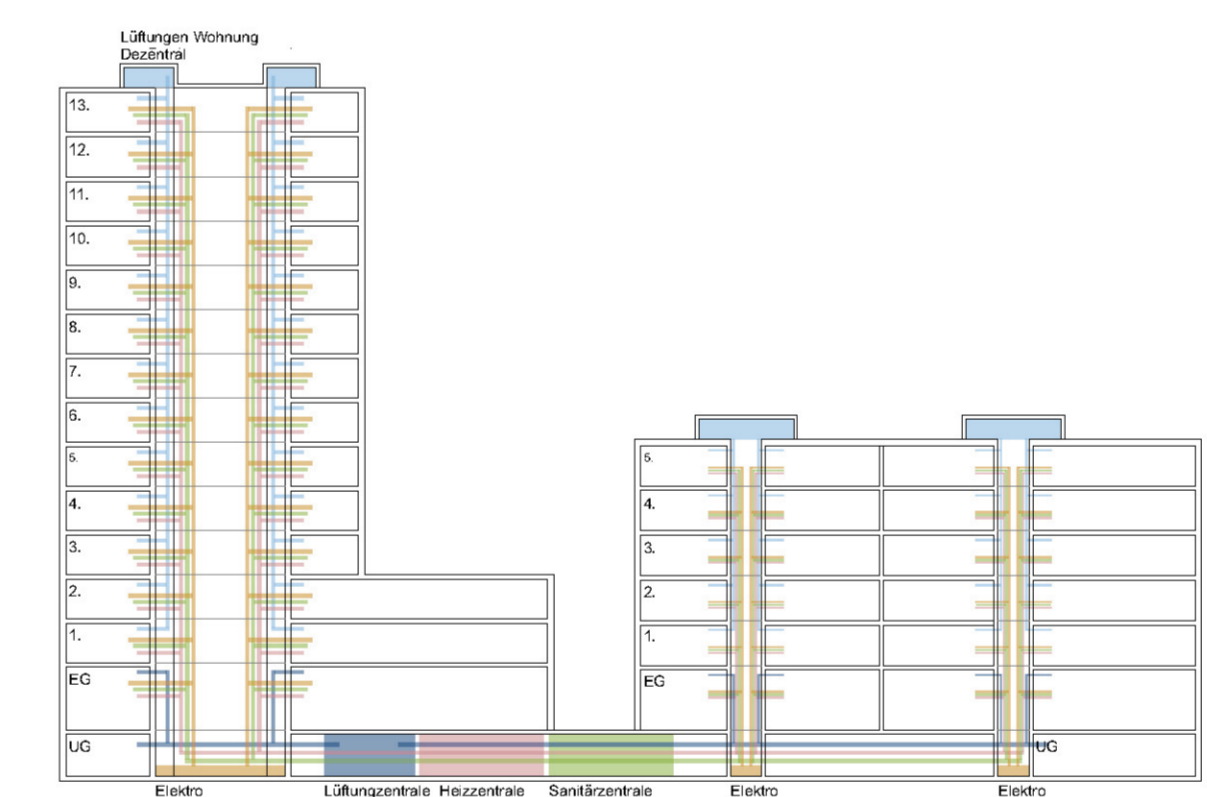 Lüftungen Wohnung
Dezentral
13.
12.
11.
10.
9.
8.
7.
6.
5.
4.
3.
2.
1.
EG
UG
5.
4.
3.
2.
1.
EG
UG
Elektro
Lüftungzentrale
Heizzentrale
Sanitärzentrale
Elektro
Elektro